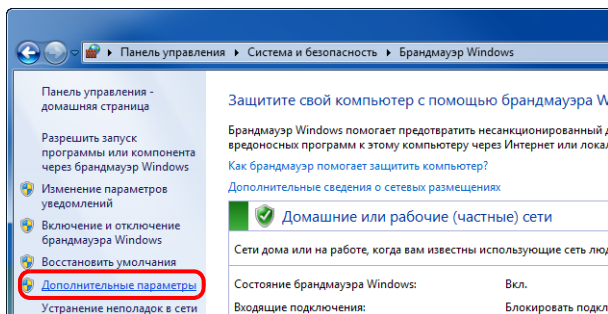 Панель управления ▸ Система и безопасность ▸ Брандмауэр Windows
Панель управления -
домашняя страница
Разрешить запуск
программы или компонента
через брандмауэр Windows
Изменение параметров
уведомлений
Включение и отключение
брандмауэра Windows
Восстановить умолчания
Дополнительные параметры
Устранение неполадок в сети
Защитите свой компьютер с помощью брандмауэра W
Брандмауэр Windows помогает предотвратить несанкционированный
вредоносных программ к этому компьютеру через Интернет или лока
Как брандмауэр помогает защитить компьютер?
Дополнительные сведения о сетевых размещениях
Домашние или рабочие (частные) сети
Сети дома или на работе, когда вам известны использующие сеть люд
Состояние брандмауэра Windows: Вкл.
Входящие подключения: Блокировать подкл